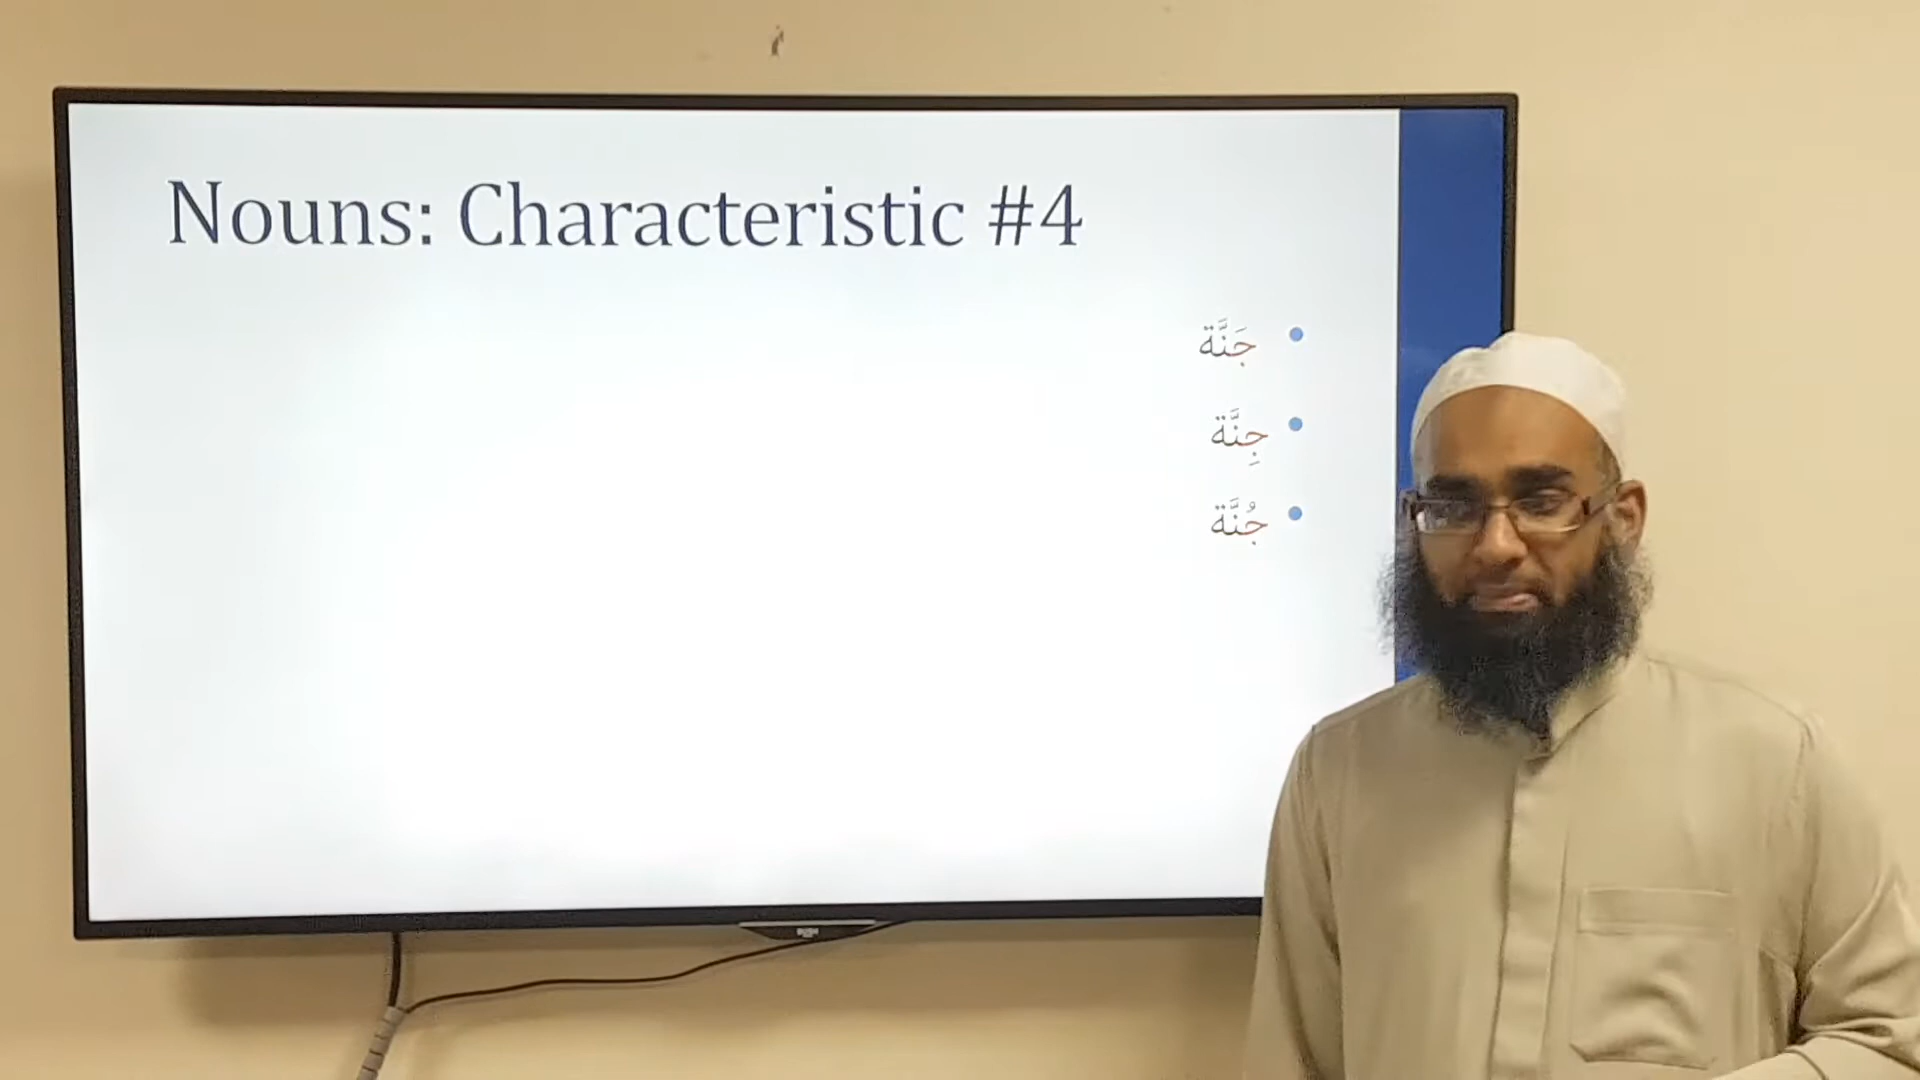 Nouns: Characteristic #4
• جَنَّة
• جِنَّة
• جُنَّة